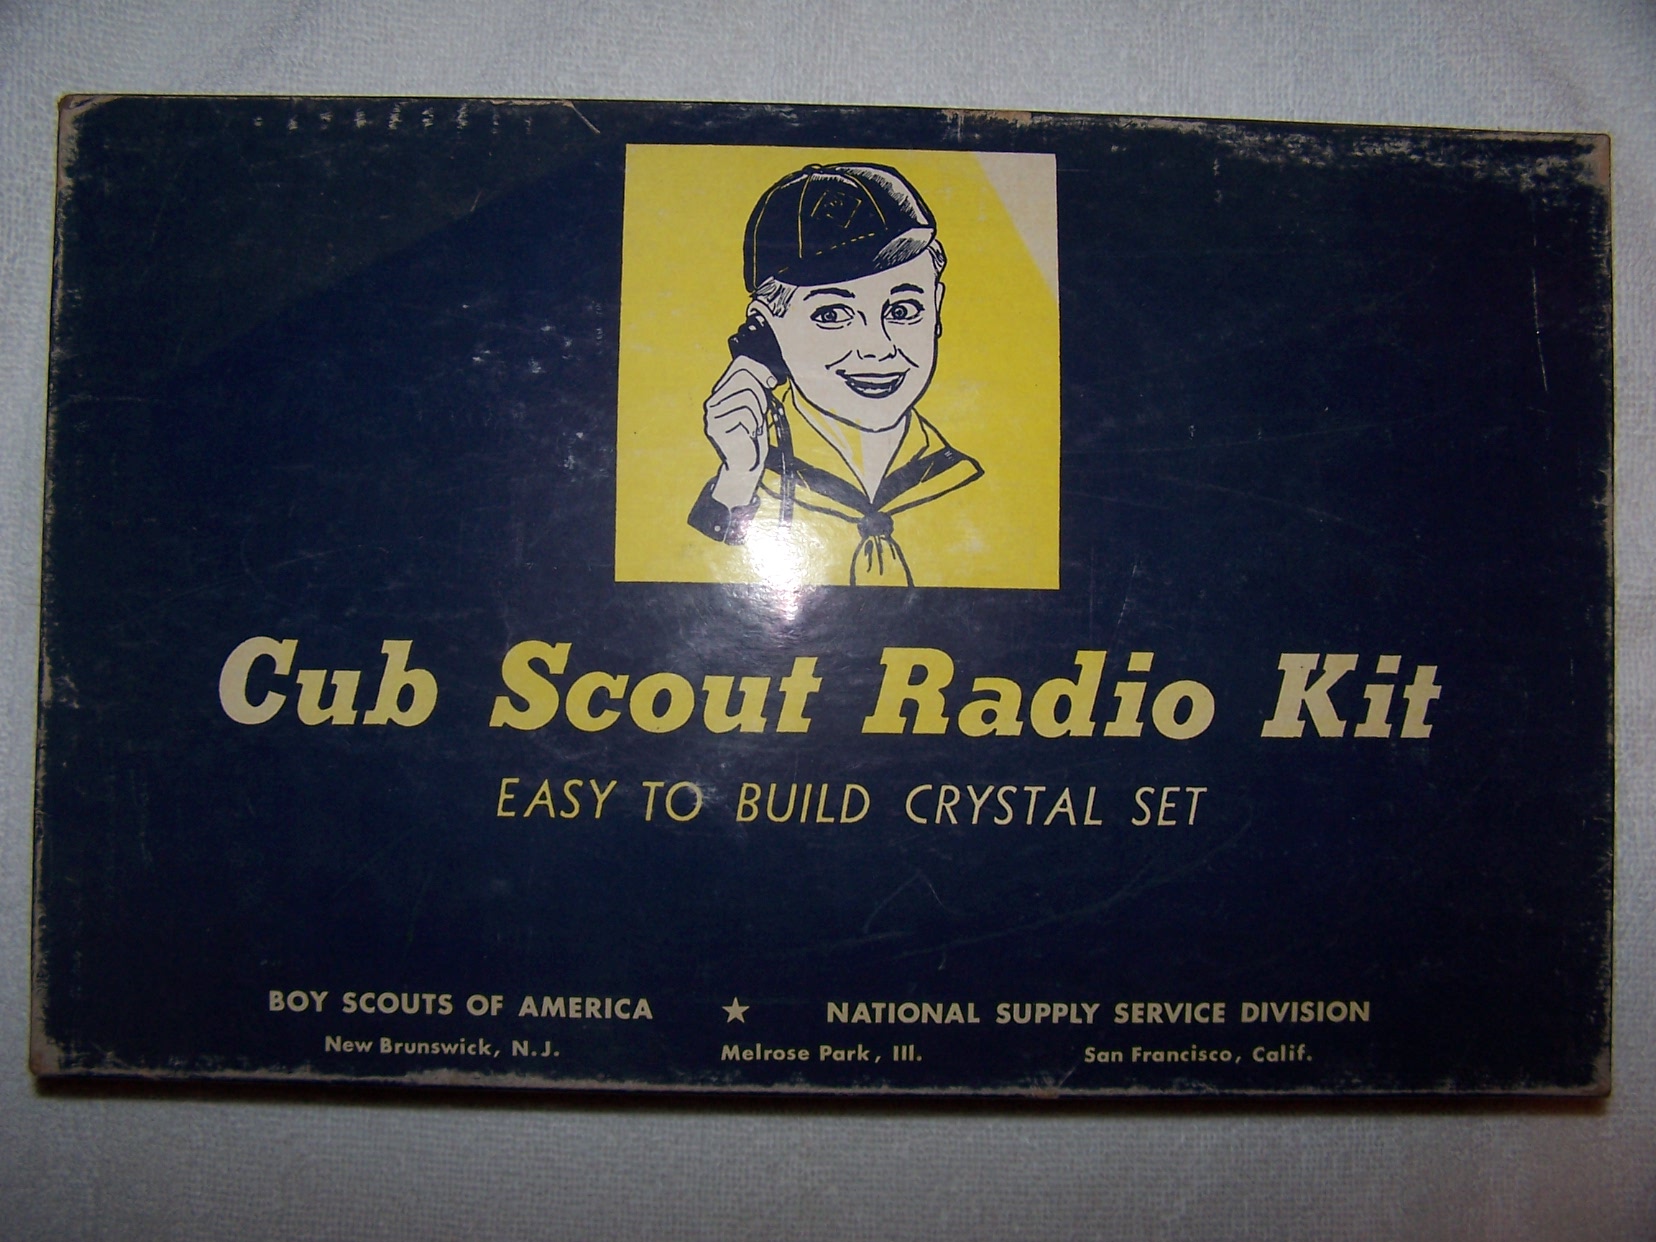 Cub Scout Radio Kit
EASY TO BUILD CRYSTAL SET
BOY SCOUTS OF AMERICA ★ NATIONAL SUPPLY SERVICE DIVISION
New Brunswick, N.J. Melrose Park, Ill. San Francisco, Calif.